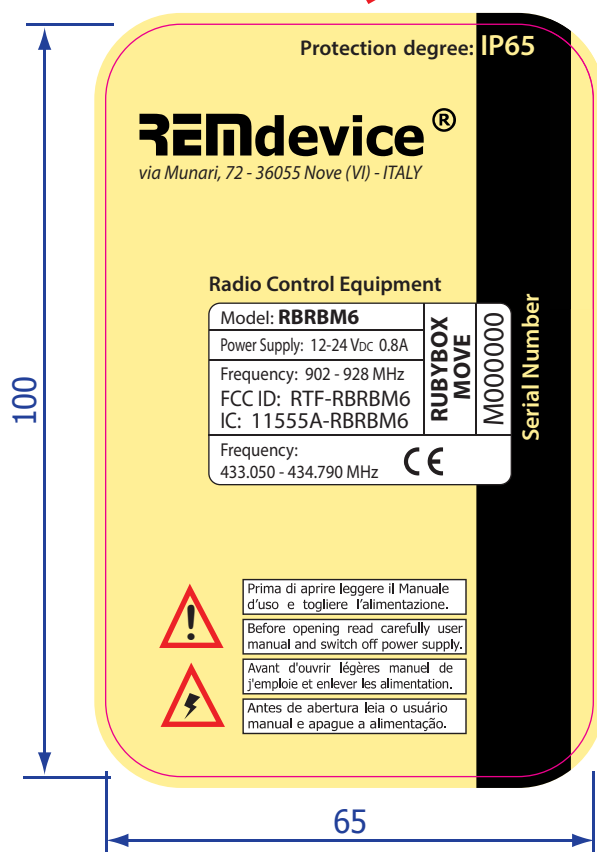 Protection degree: IP65
REMdevice®
via Munari, 72 - 36055 Nove (VI) - ITALY
Radio Control Equipment
Model: RBRBM6
Power Supply: 12-24 VDC 0.8A
Frequency: 902 - 928 MHz
FCC ID: RTF-RBRBM6
IC: 11555A-RBRBM6
Frequency:
433.050 - 434.790 MHz
CE
RUBYBOX
MOVE
M000000
Serial Number
Prima di aprire leggere il Manuale
d'uso e togliere l'alimentazione.
Before opening read carefully user
manual and switch off power supply.
Avant d'ouvrir légères manuel de
j'emploie et enlever les alimentation.
Antes de abertura leia o usuário
manual e apague a alimentação.
100
65